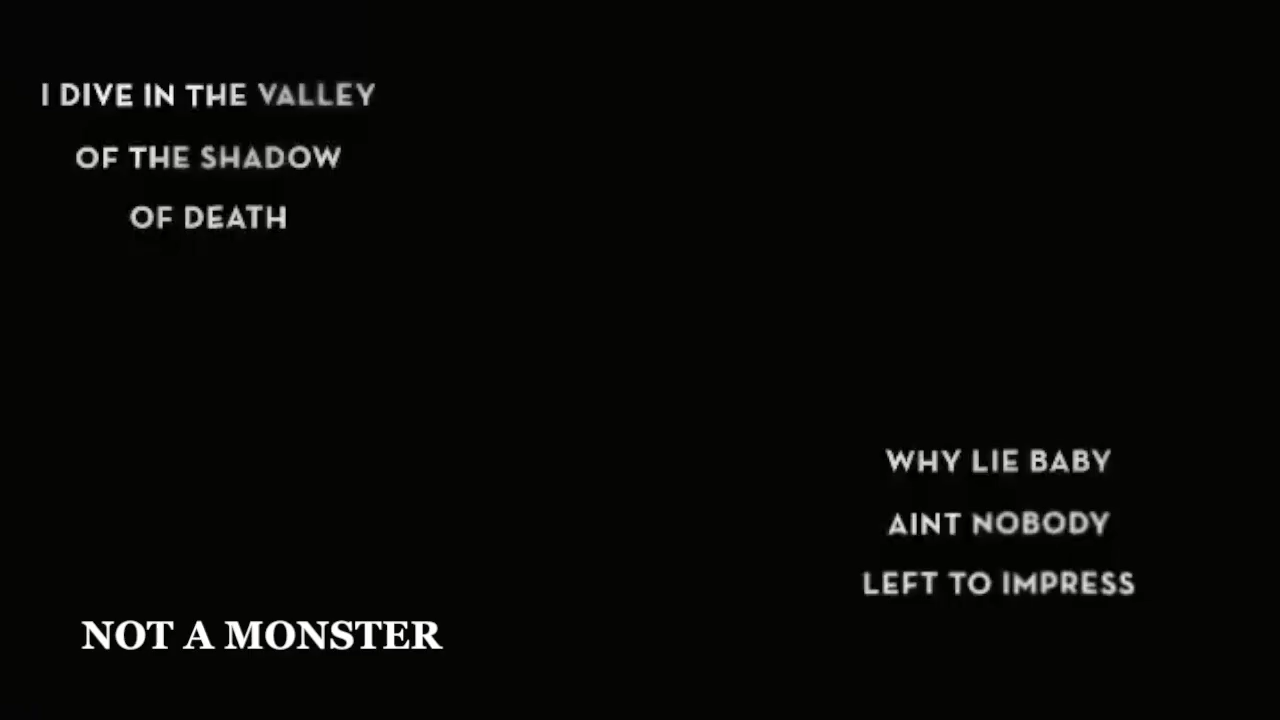 I DIVE IN THE VALLEY
OF THE SHADOW
OF DEATH
WHY LIE BABY
AINT NOBODY
LEFT TO IMPRESS
NOT A MONSTER